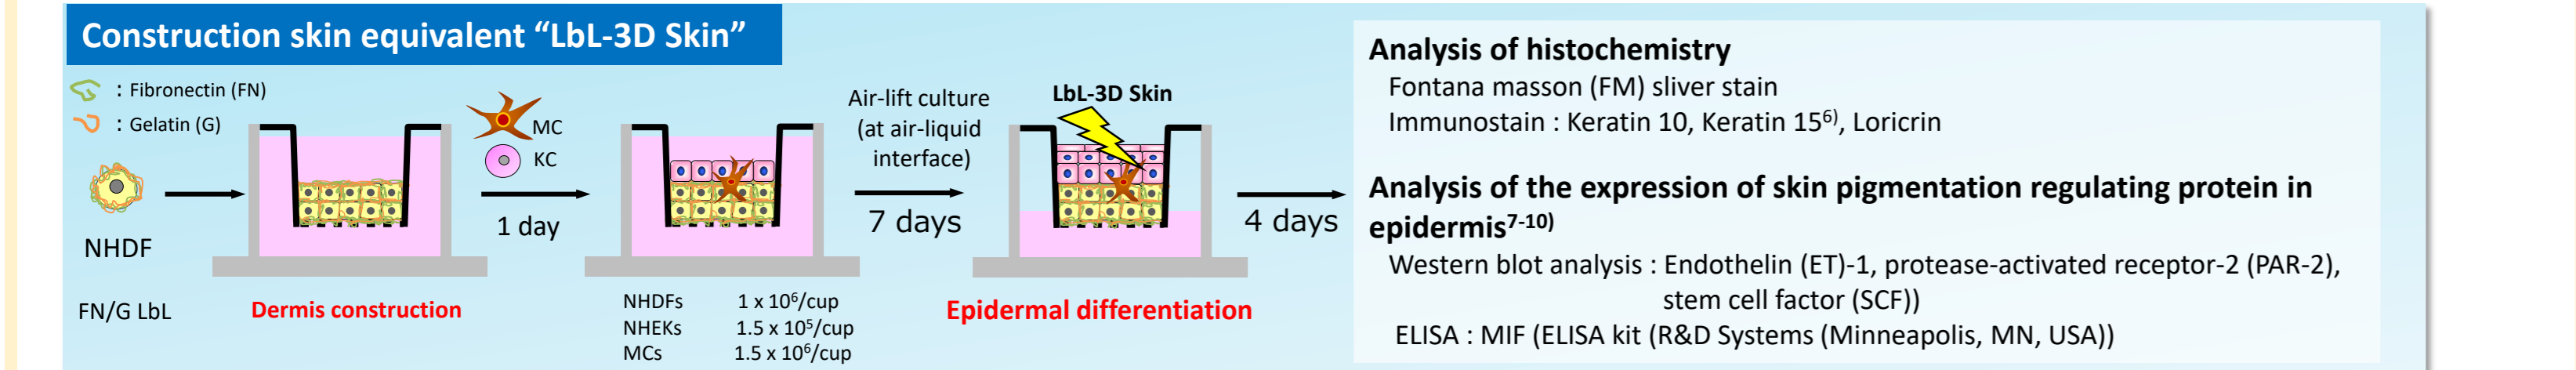 Construction skin equivalent “LbL-3D Skin”
: Fibronectin (FN)
: Gelatin (G)
NHDF
FN/G LbL
Dermis construction
MC
KC
1 day
NHDFs 1 x 10⁶/cup
NHEKs 1.5 x 10⁵/cup
MCs 1.5 x 10⁶/cup
Air-lift culture
(at air-liquid
interface)
7 days
LbL-3D Skin
Epidermal differentiation
4 days
Analysis of histochemistry
Fontana masson (FM) sliver stain
Immunostain : Keratin 10, Keratin 15⁶⁾, Loricrin
Analysis of the expression of skin pigmentation regulating protein in
epidermis⁷⁻¹⁰⁾
Western blot analysis : Endothelin (ET)-1, protease-activated receptor-2 (PAR-2),
stem cell factor (SCF))
ELISA : MIF (ELISA kit (R&D Systems (Minneapolis, MN, USA))